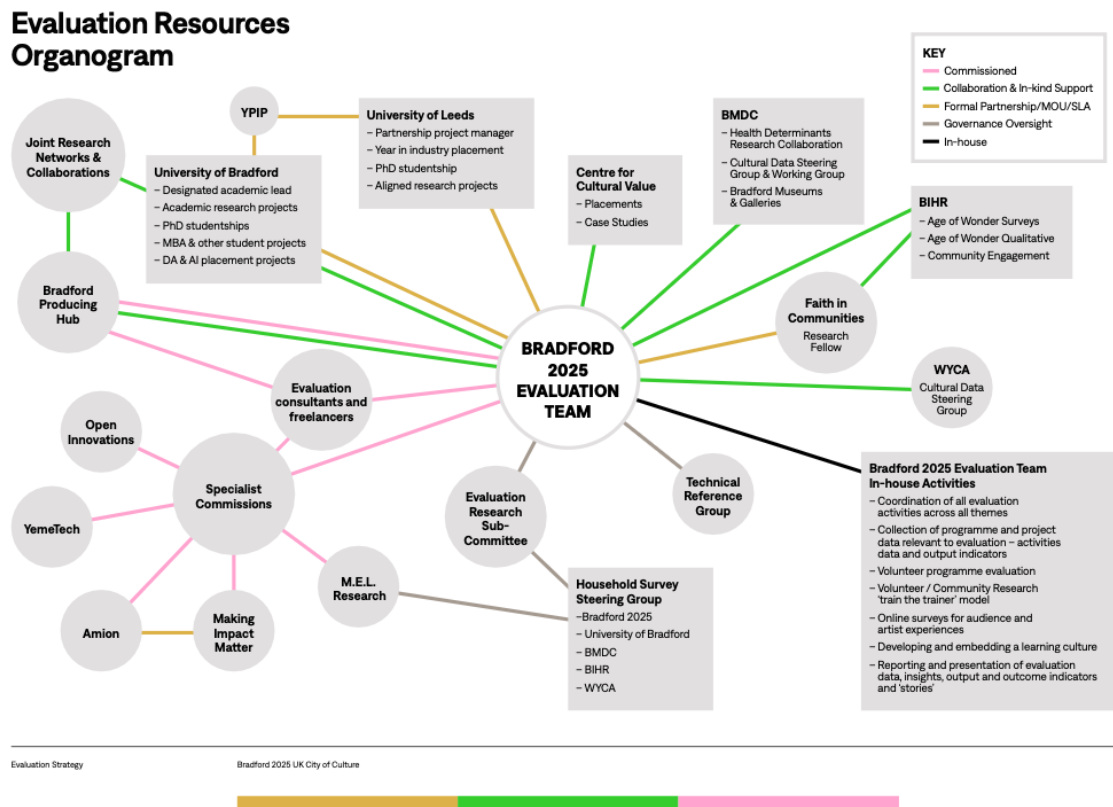 Evaluation Resources
Organogram
KEY
Commissioned
Collaboration & In-kind Support
Formal Partnership/MOU/SLA
Governance Oversight
In-house
Joint Research
Networks &
Collaborations
YPIP
University of Leeds
– Partnership project manager
– Year in industry placement
– PhD studentship
– Aligned research projects
University of Bradford
– Designated academic lead
– Academic research projects
– PhD studentships
– MBA & other student projects
– DA & AI placement projects
Centre for
Cultural Value
– Placements
– Case Studies
BMDC
– Health Determinants
Research Collaboration
– Cultural Data Steering
Group & Working Group
– Bradford Museums
& Galleries
BIHR
– Age of Wonder Surveys
– Age of Wonder Qualitative
– Community Engagement
Bradford
Producing
Hub
Faith in
Communities
Research
Fellow
BRADFORD
2025
EVALUATION
TEAM
WYCA
Cultural Data
Steering
Group
Evaluation
consultants and
freelancers
Open
Innovations
Specialist
Commissions
YemeTech
Amion
Making
Impact
Matter
M.E.L.
Research
Evaluation
Research
Sub-
Committee
Technical
Reference
Group
Household Survey
Steering Group
–Bradford 2025
– University of Bradford
– BMDC
– BIHR
– WYCA
Bradford 2025 Evaluation Team
In-house Activities
– Coordination of all evaluation
activities across all themes
– Collection of programme and project
data relevant to evaluation – activities
data and output indicators
– Volunteer programme evaluation
– Volunteer / Community Research
'train the trainer' model
– Online surveys for audience and
artist experiences
– Developing and embedding a learning culture
– Reporting and presentation of evaluation
data, insights, output and outcome indicators
and 'stories'
Evaluation Strategy
Bradford 2025 UK City of Culture